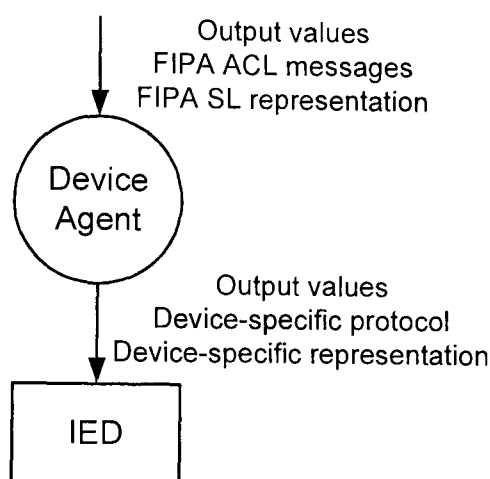 Output values
FIPA ACL messages
FIPA SL representation
Device
Agent
Output values
Device-specific protocol
Device-specific representation
IED